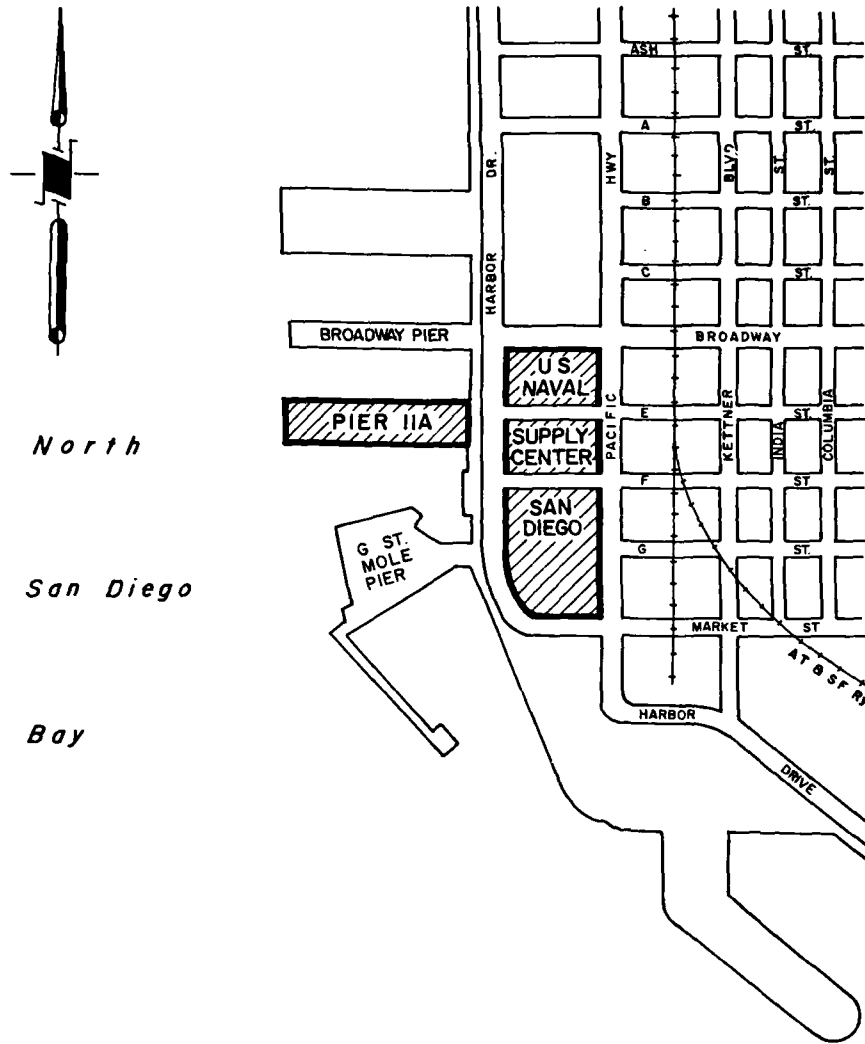 ASH ST.
A ST.
HARBOR DR.
PACIFIC HWY
KETTNER BLVD
INDIA ST.
COLUMBIA ST.
B ST.
C ST.
BROADWAY PIER
BROADWAY
U S
NAVAL
PIER 11A
E ST.
North
SUPPLY
CENTER
F ST
SAN
DIEGO
G ST.
MOLE
PIER
G ST.
San Diego
MARKET ST
AT & SF Ry
HARBOR DRIVE
Bay